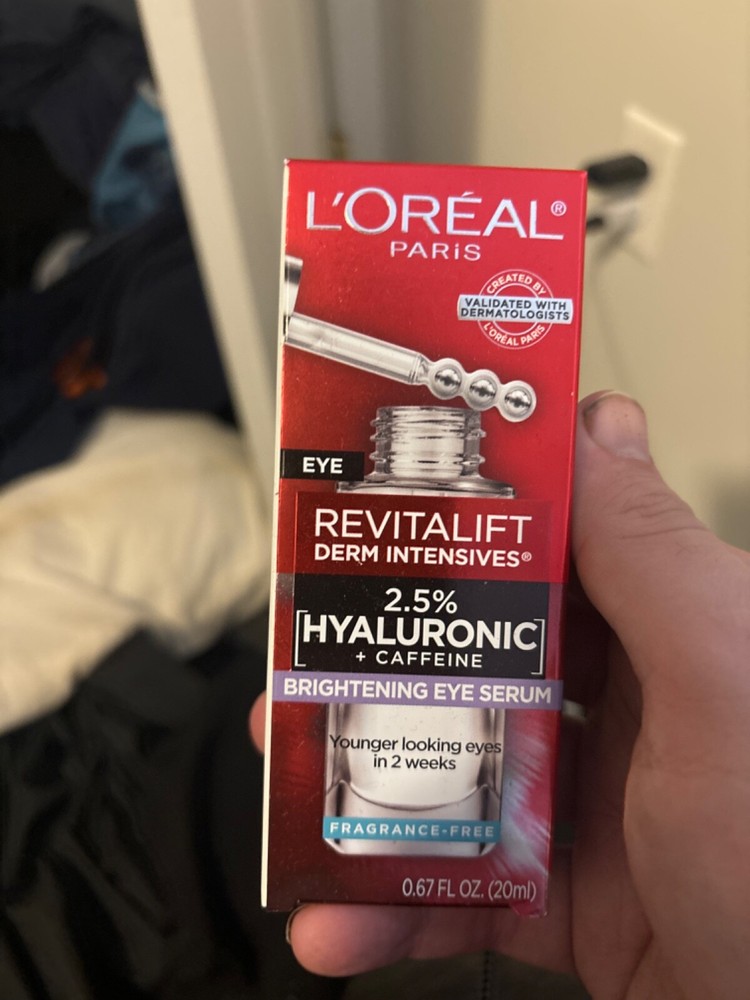 L'ORÉAL®
PARiS
CREATED BY
VALIDATED WITH
DERMATOLOGISTS
L'ORÉAL PARIS
EYE
REVITALIFT
DERM INTENSIVES®
2.5%
[HYALURONIC
+ CAFFEINE]
BRIGHTENING EYE SERUM
Younger looking eyes
in 2 weeks
FRAGRANCE-FREE
0.67 FL OZ. (20ml)